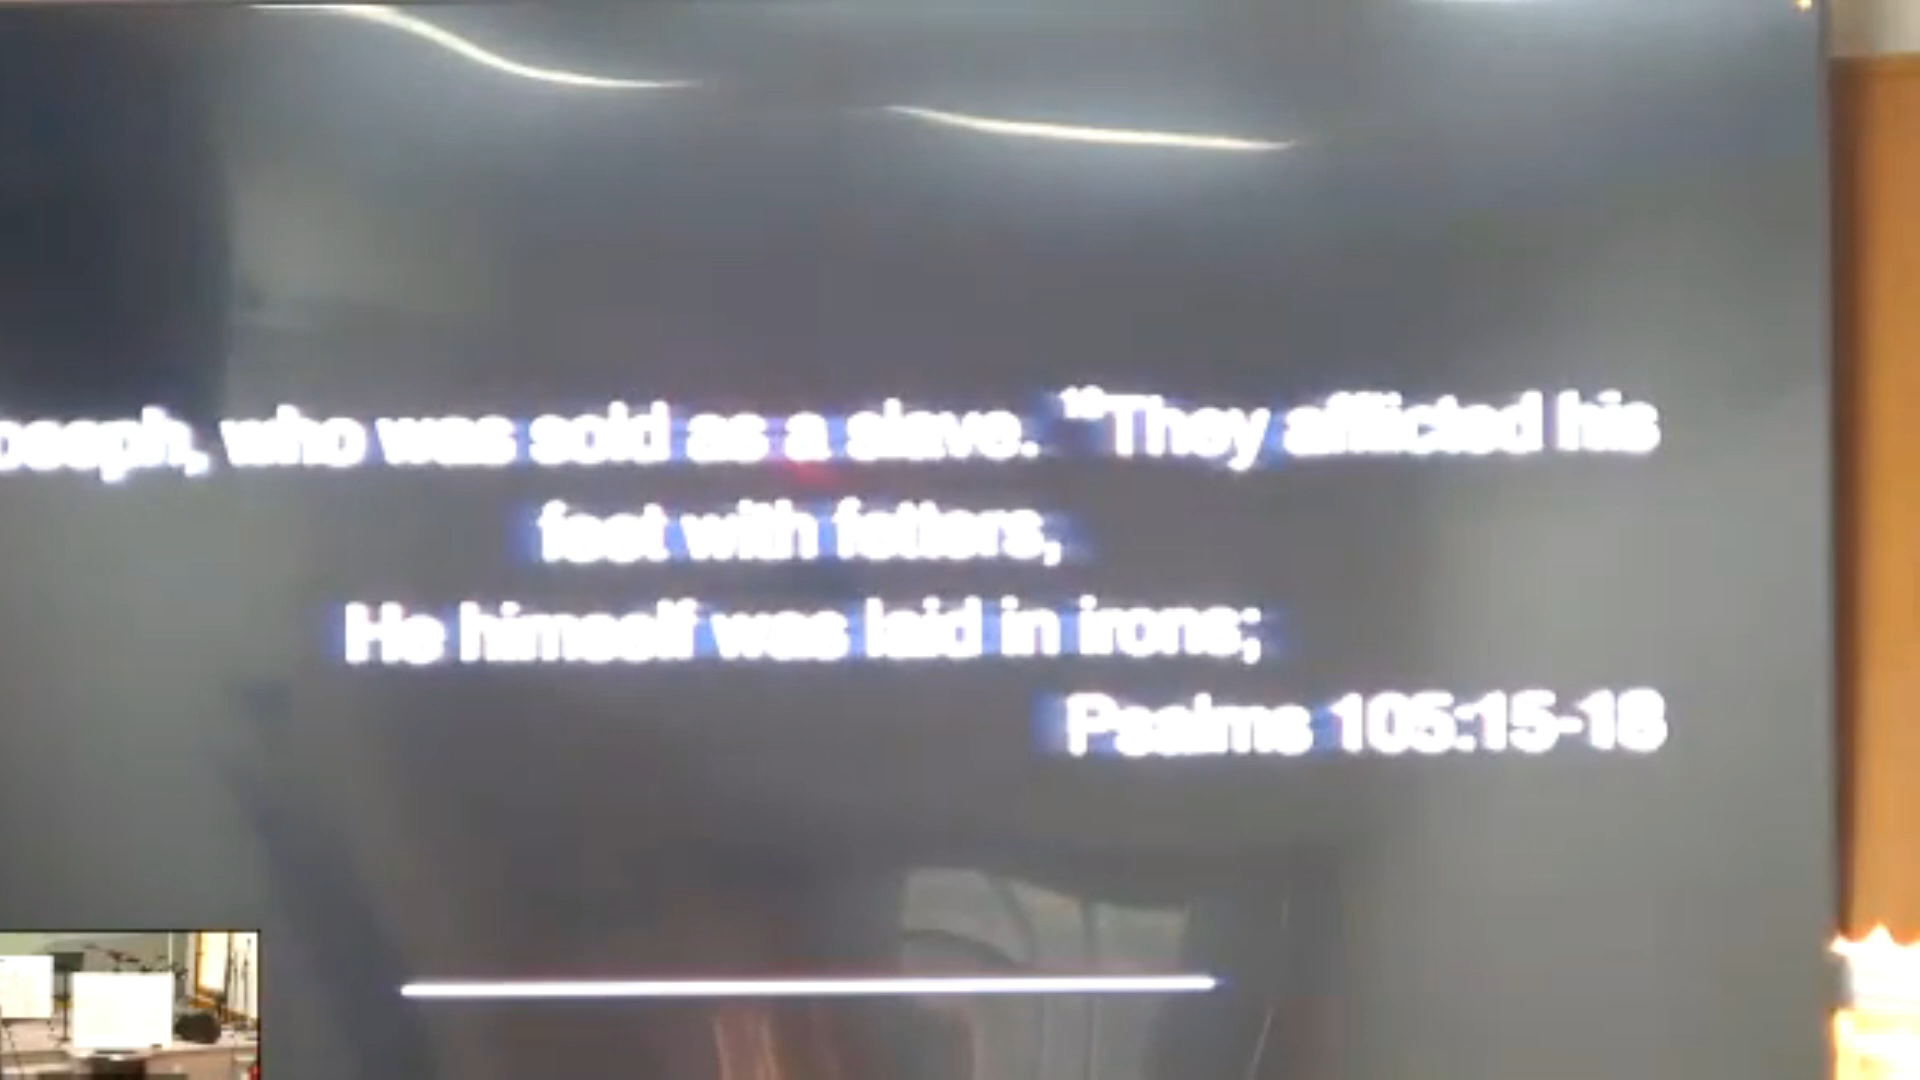 oseph, who was sold as a slave. ¹⁸They afflicted his
feet with fetters,
He himself was laid in irons;
Psalms 105:15-18